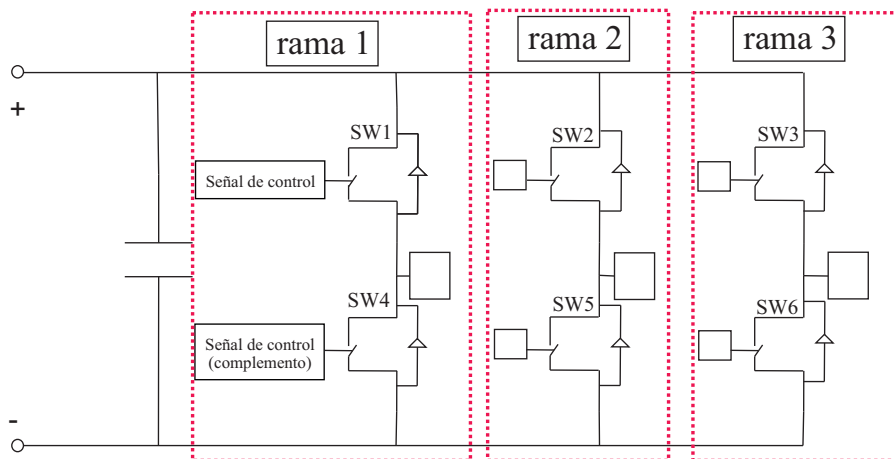 rama 1
rama 2
rama 3
+
SW1
SW2
SW3
Señal de control
SW4
SW5
SW6
Señal de control
(complemento)
-